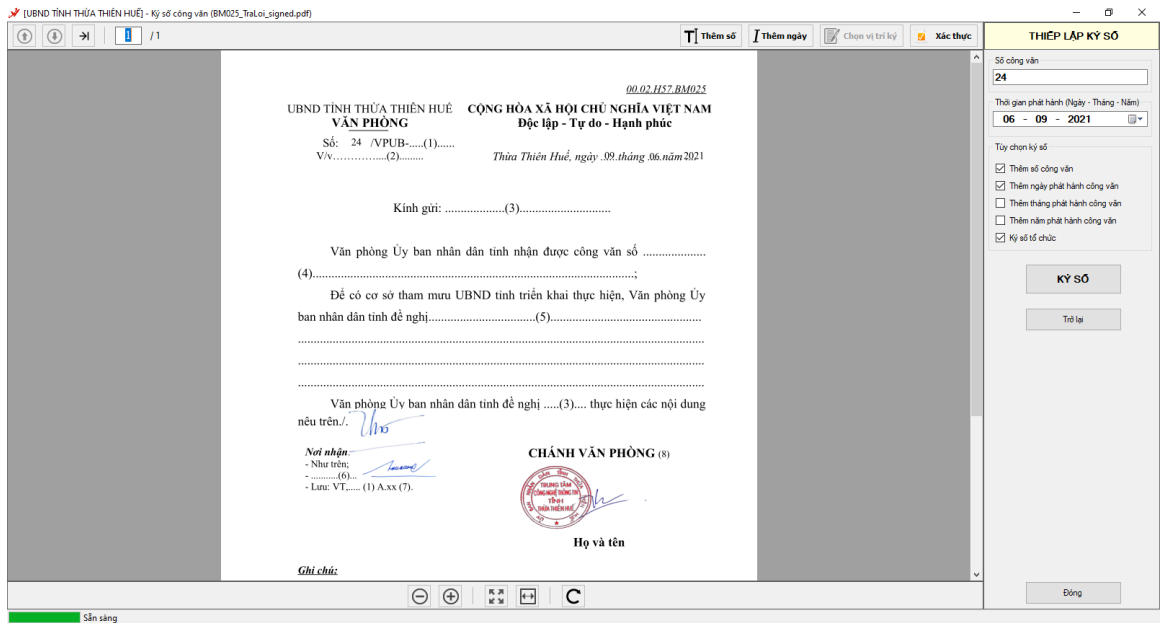 [UBND TỈNH THỪA THIÊN HUẾ] - Ký số công văn (BM025_TraLoi_signed.pdf)
1 / 1
Thêm số
Thêm ngày
Chọn vị trí ký
Xác thực
THIẾP LẬP KÝ SỐ
00.02.H57.BM025
UBND TỈNH THỪA THIÊN HUẾ CỘNG HÒA XÃ HỘI CHỦ NGHĨA VIỆT NAM
VĂN PHÒNG Độc lập - Tự do - Hạnh phúc
Số: 24 /VPUB-.....(1)......
V/v…………....(2)......... Thừa Thiên Huế, ngày .09.tháng .06.năm 2021
Kính gửi: ...................(3).............................
Văn phòng Ủy ban nhân dân tỉnh nhận được công văn số ....................
(4)......................................................................................................;
Để có cơ sở tham mưu UBND tỉnh triển khai thực hiện, Văn phòng Ủy
ban nhân dân tỉnh đề nghị..................................(5)................................................
.................................................................................................................................
.................................................................................................................................
.................................................................................................................................
Văn phòng Ủy ban nhân dân tỉnh đề nghị .....(3).... thực hiện các nội dung
nêu trên./.
Nơi nhận:
- Như trên;
- ...........(6)...
- Lưu: VT,..... (1) A.xx (7).
CHÁNH VĂN PHÒNG (8)
TRUNG TÂM
CÔNG NGHỆ THÔNG TIN
TỈNH
THỪA THIÊN HUẾ
Họ và tên
Ghi chú:
Số công văn
24
Thời gian phát hành (Ngày - Tháng - Năm)
06 - 09 - 2021
Tùy chọn ký số
Thêm số công văn
Thêm ngày phát hành công văn
Thêm tháng phát hành công văn
Thêm năm phát hành công văn
Ký số tổ chức
KÝ SỐ
Trở lại
Đóng
Sẵn sàng